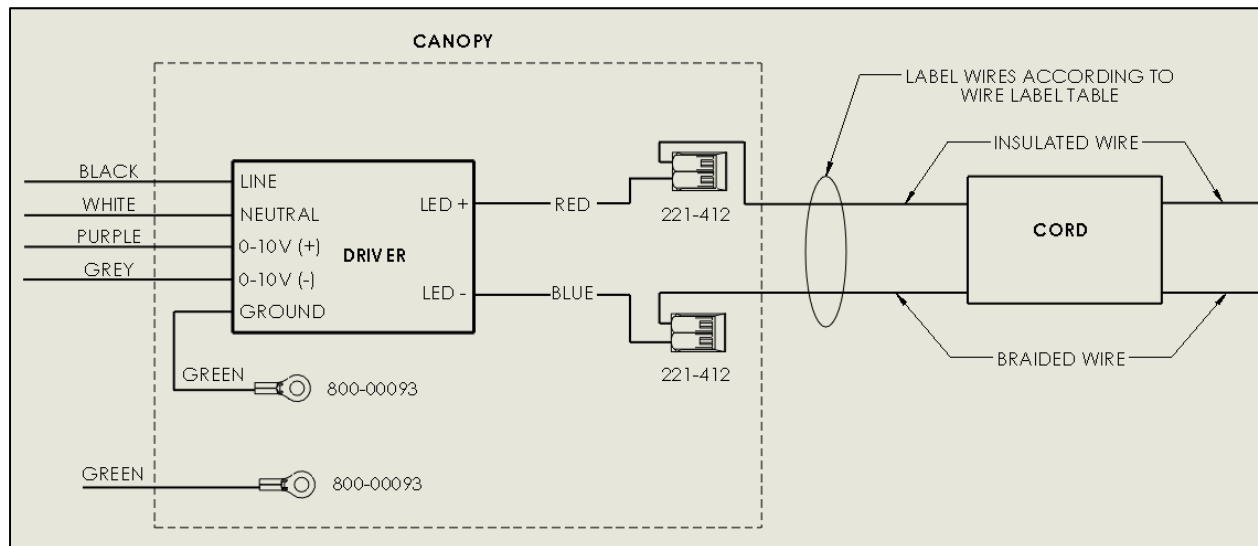 CANOPY
LABEL WIRES ACCORDING TO
WIRE LABEL TABLE
INSULATED WIRE
BLACK
LINE
WHITE
NEUTRAL
LED +
RED
221-412
PURPLE
0-10V (+)
DRIVER
CORD
GREY
0-10V (-)
LED -
BLUE
GROUND
BRAIDED WIRE
221-412
GREEN
800-00093
GREEN
800-00093